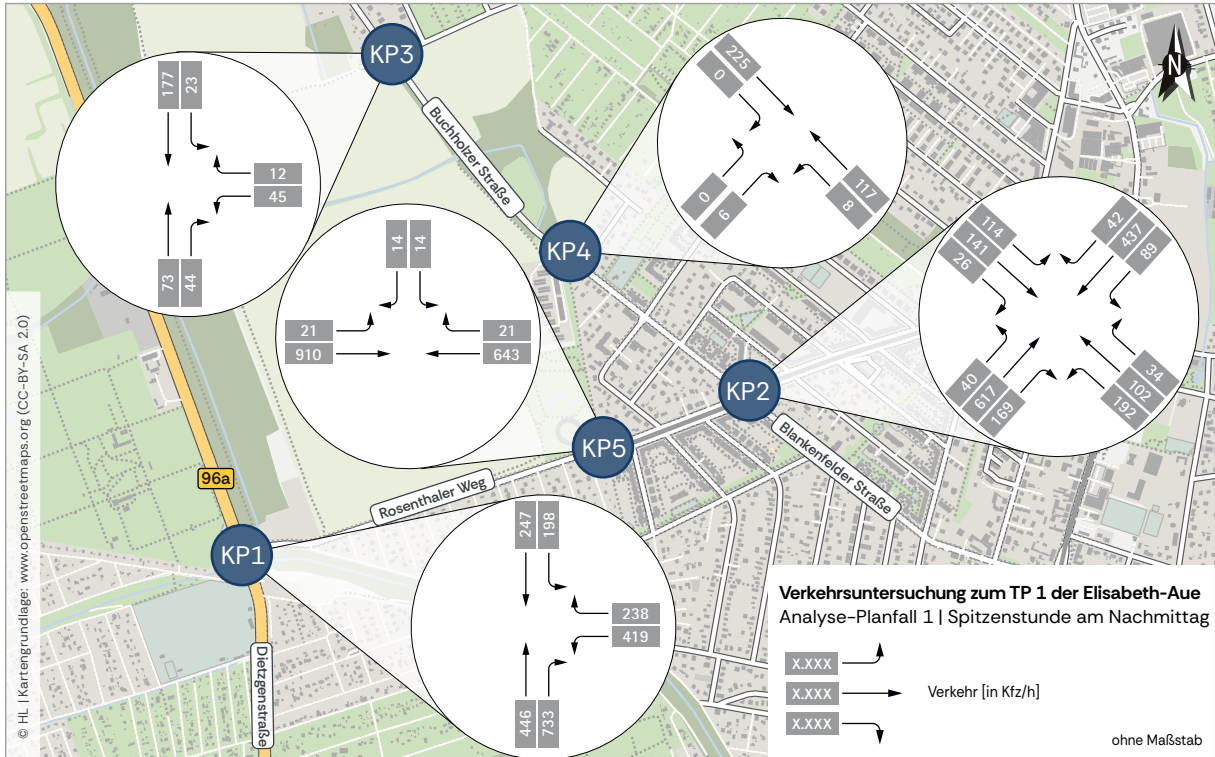 KP3
177
23
12
45
73
44
Buchholzer Straße
225
0
117
8
0
6
N
KP4
14
14
21
910
21
643
114
141
26
42
437
89
40
617
169
34
102
192
KP2
KP5
Blankenfelder Straße
Rosenthaler Weg
96a
KP1
Dietzgenstraße
247
198
238
419
446
733
Verkehrsuntersuchung zum TP 1 der Elisabeth-Aue
Analyse-Planfall 1 | Spitzenstunde am Nachmittag
X.XXX
X.XXX
Verkehr [in Kfz/h]
X.XXX
ohne Maßstab
© HL | Kartengrundlage: www.openstreetmaps.org (CC-BY-SA 2.0)